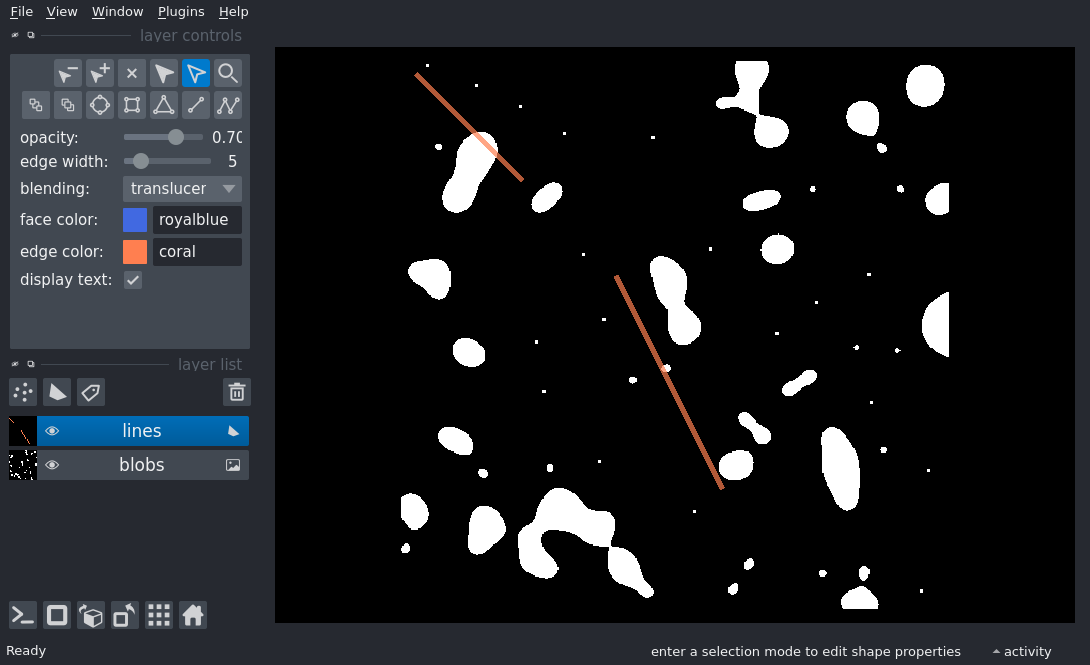 File View Window Plugins Help
layer controls
opacity: 0.70
edge width: 5
blending: translucer
face color: royalblue
edge color: coral
display text:
layer list
lines
blobs
Ready enter a selection mode to edit shape properties activity